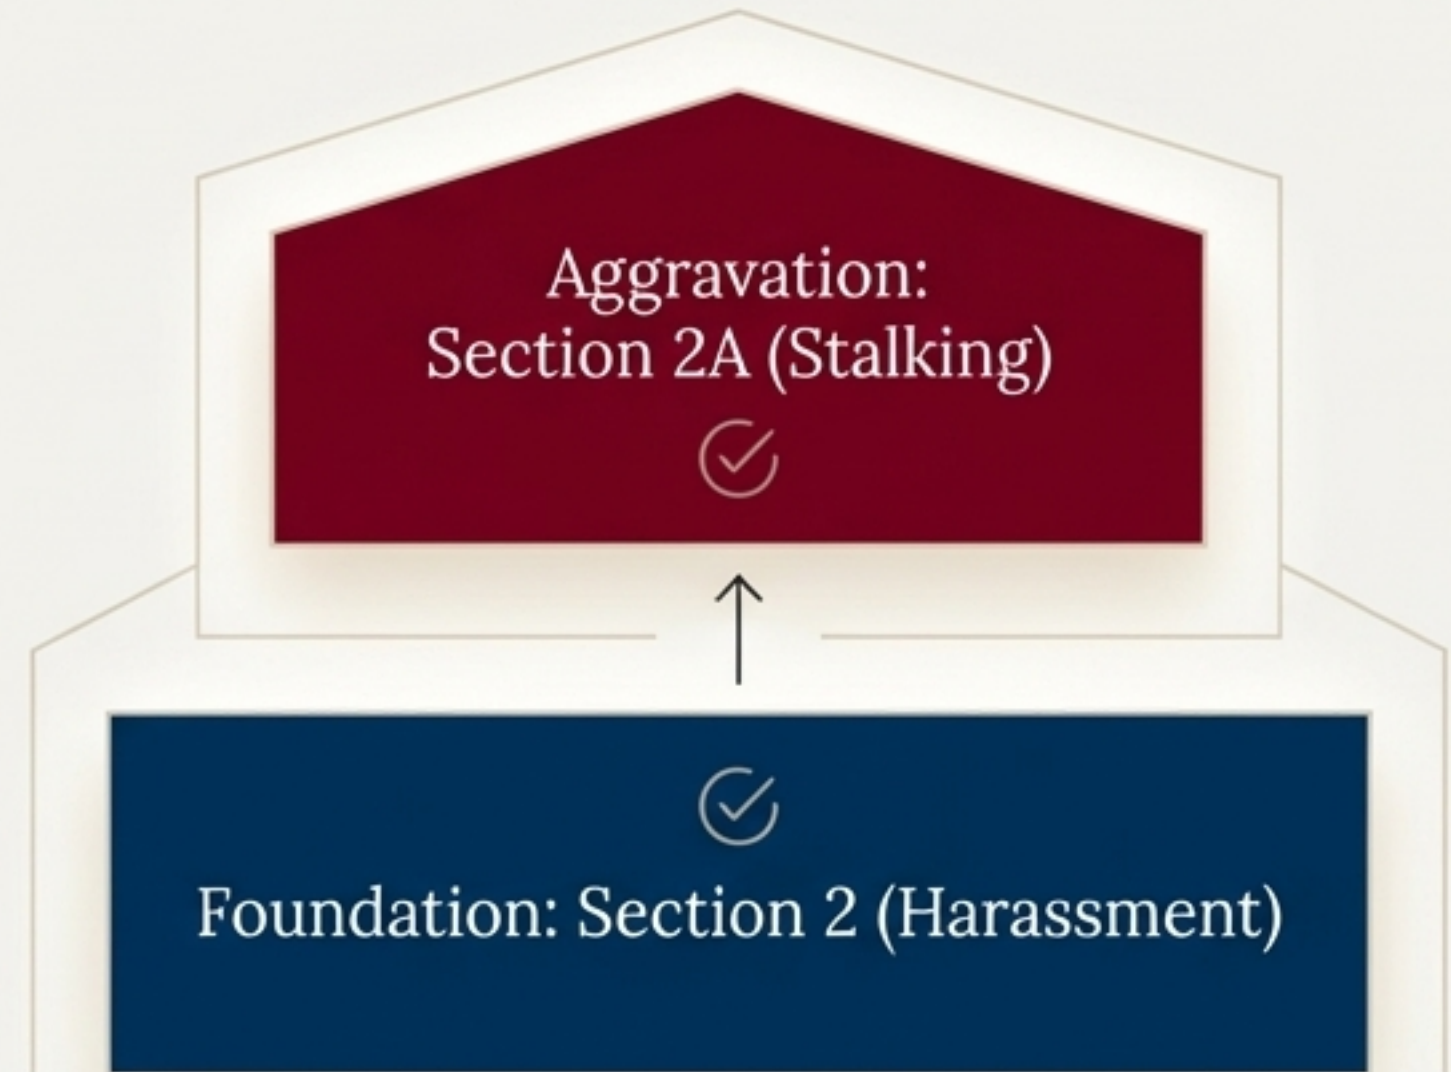 Aggravation:
Section 2A (Stalking)
Foundation: Section 2 (Harassment)